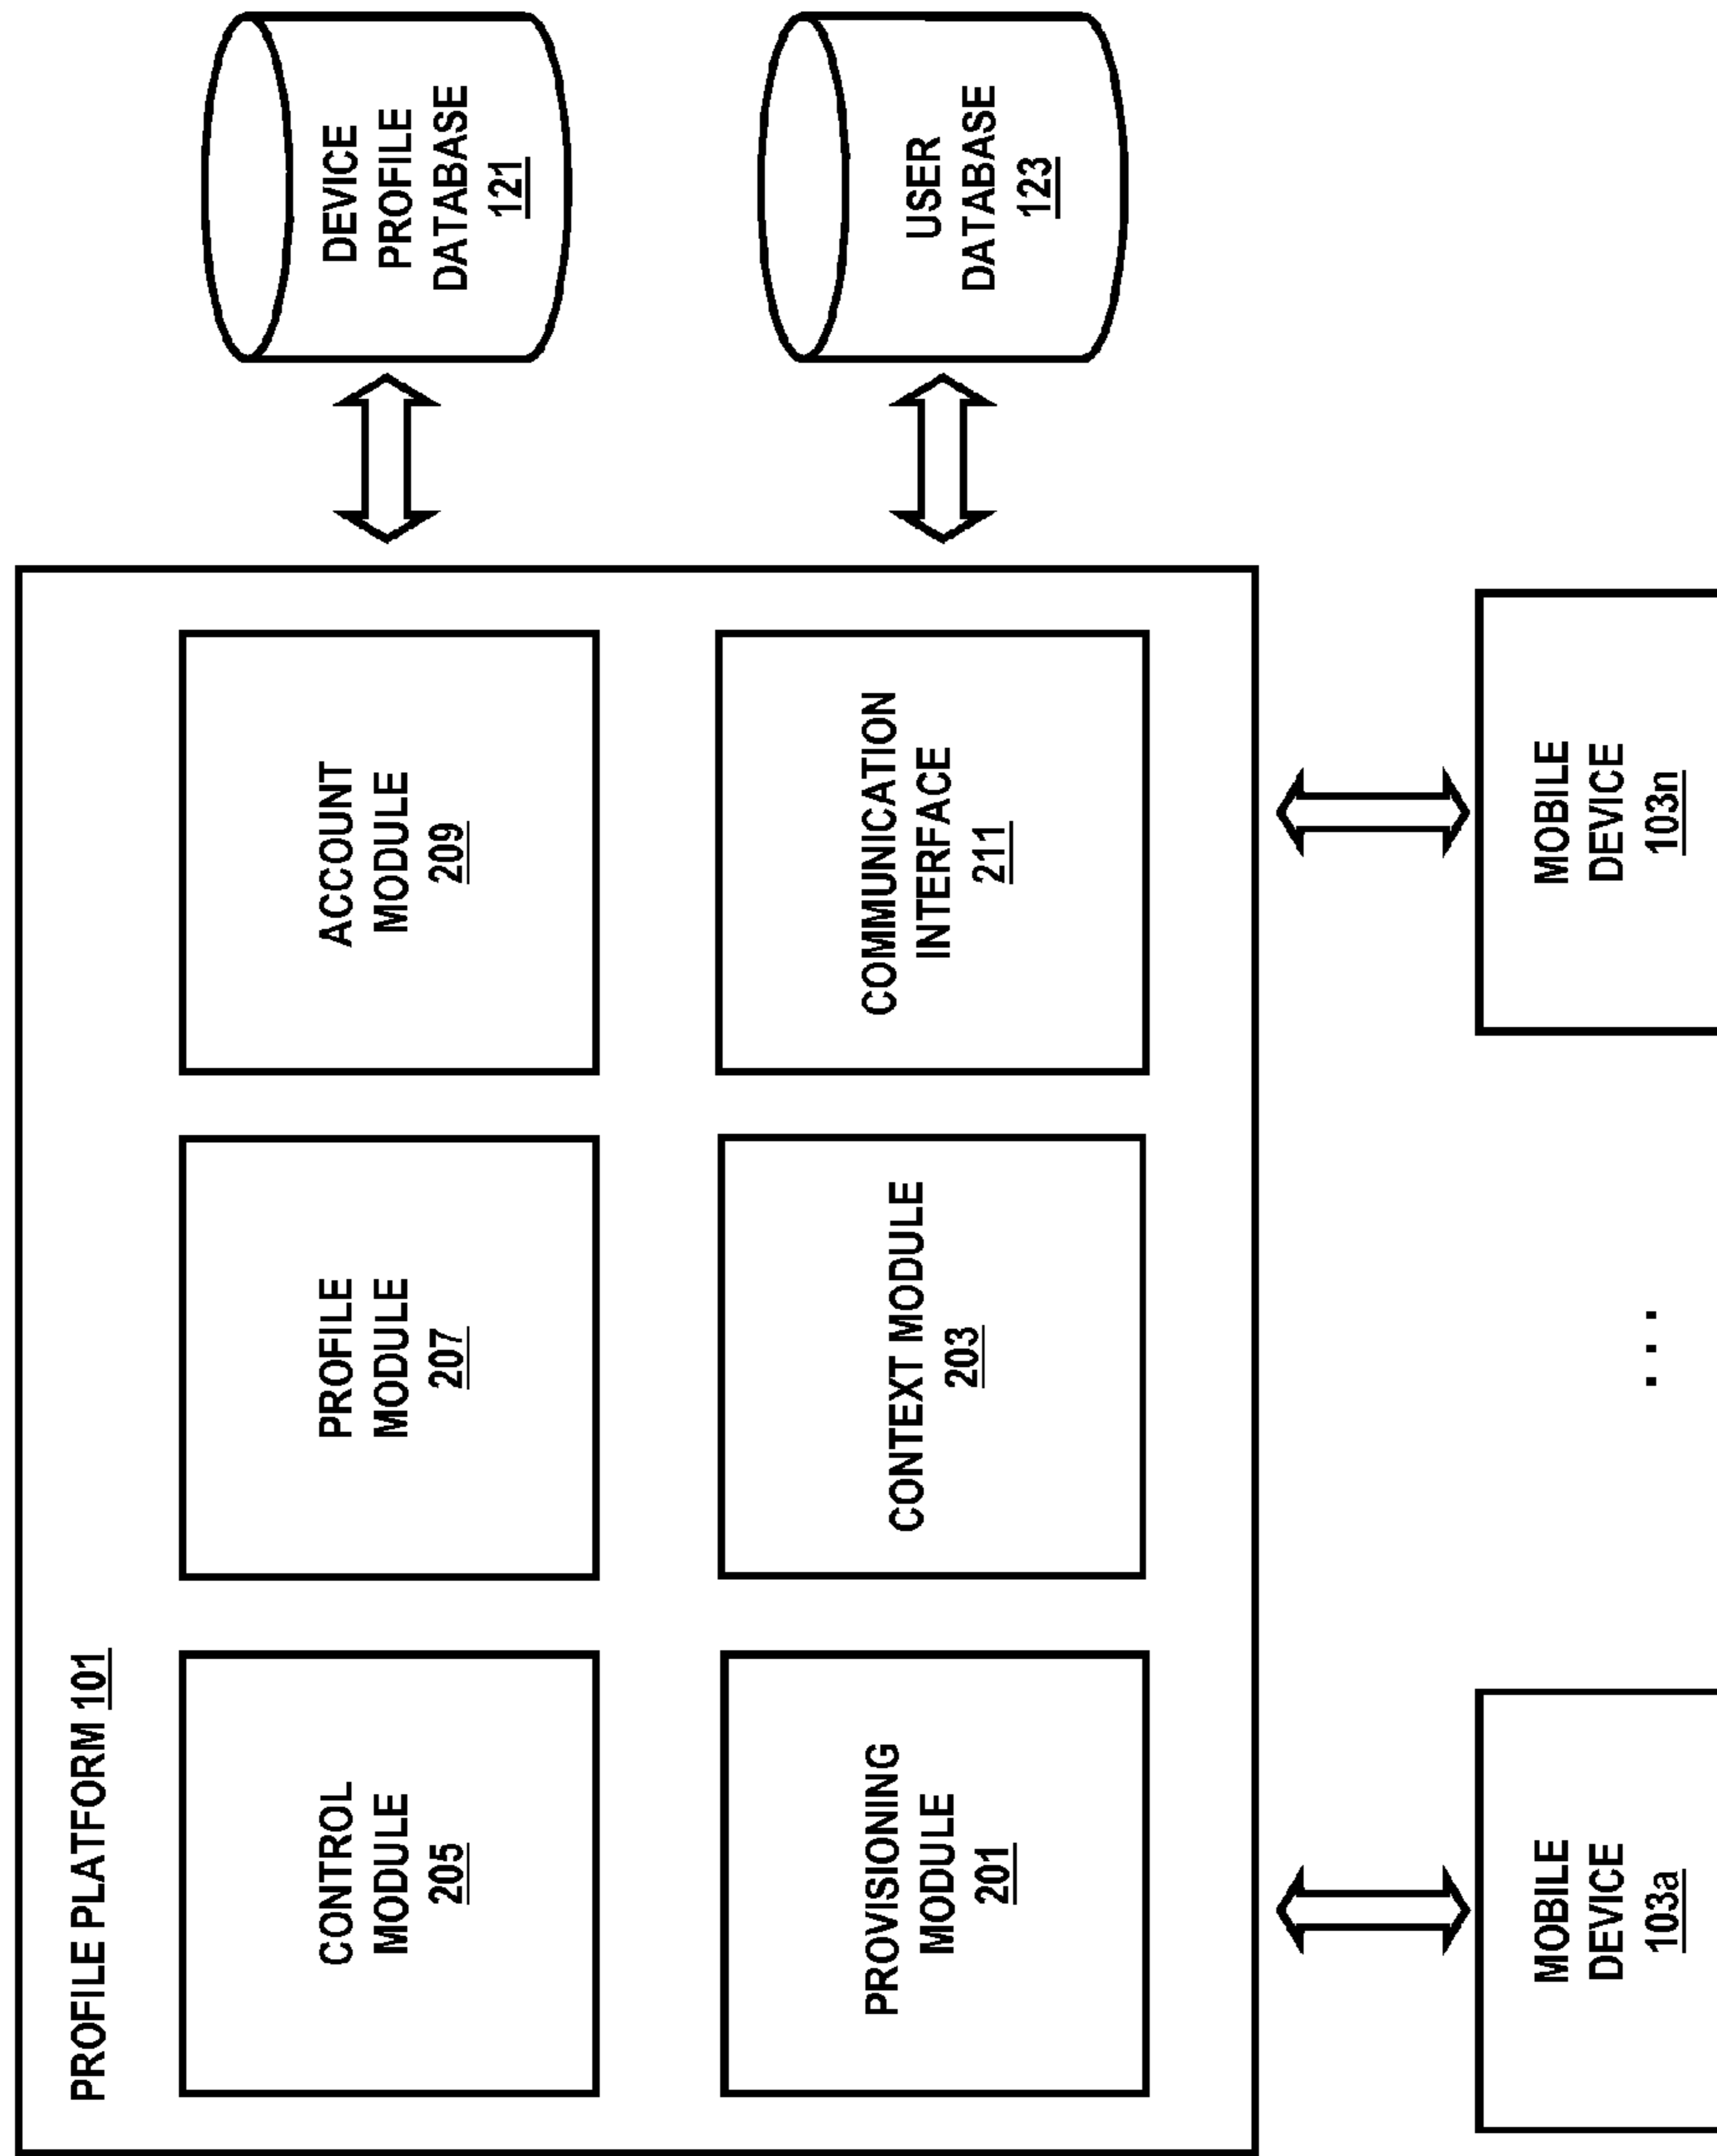 PROFILE PLATFORM 101
CONTROL
MODULE
205
PROFILE
MODULE
207
ACCOUNT
MODULE
209
DEVICE
PROFILE
DATABASE
121
PROVISIONING
MODULE
201
CONTEXT MODULE
203
COMMUNICATION
INTERFACE
211
USER
DATABASE
123
MOBILE
DEVICE
103a
. . .
MOBILE
DEVICE
103n